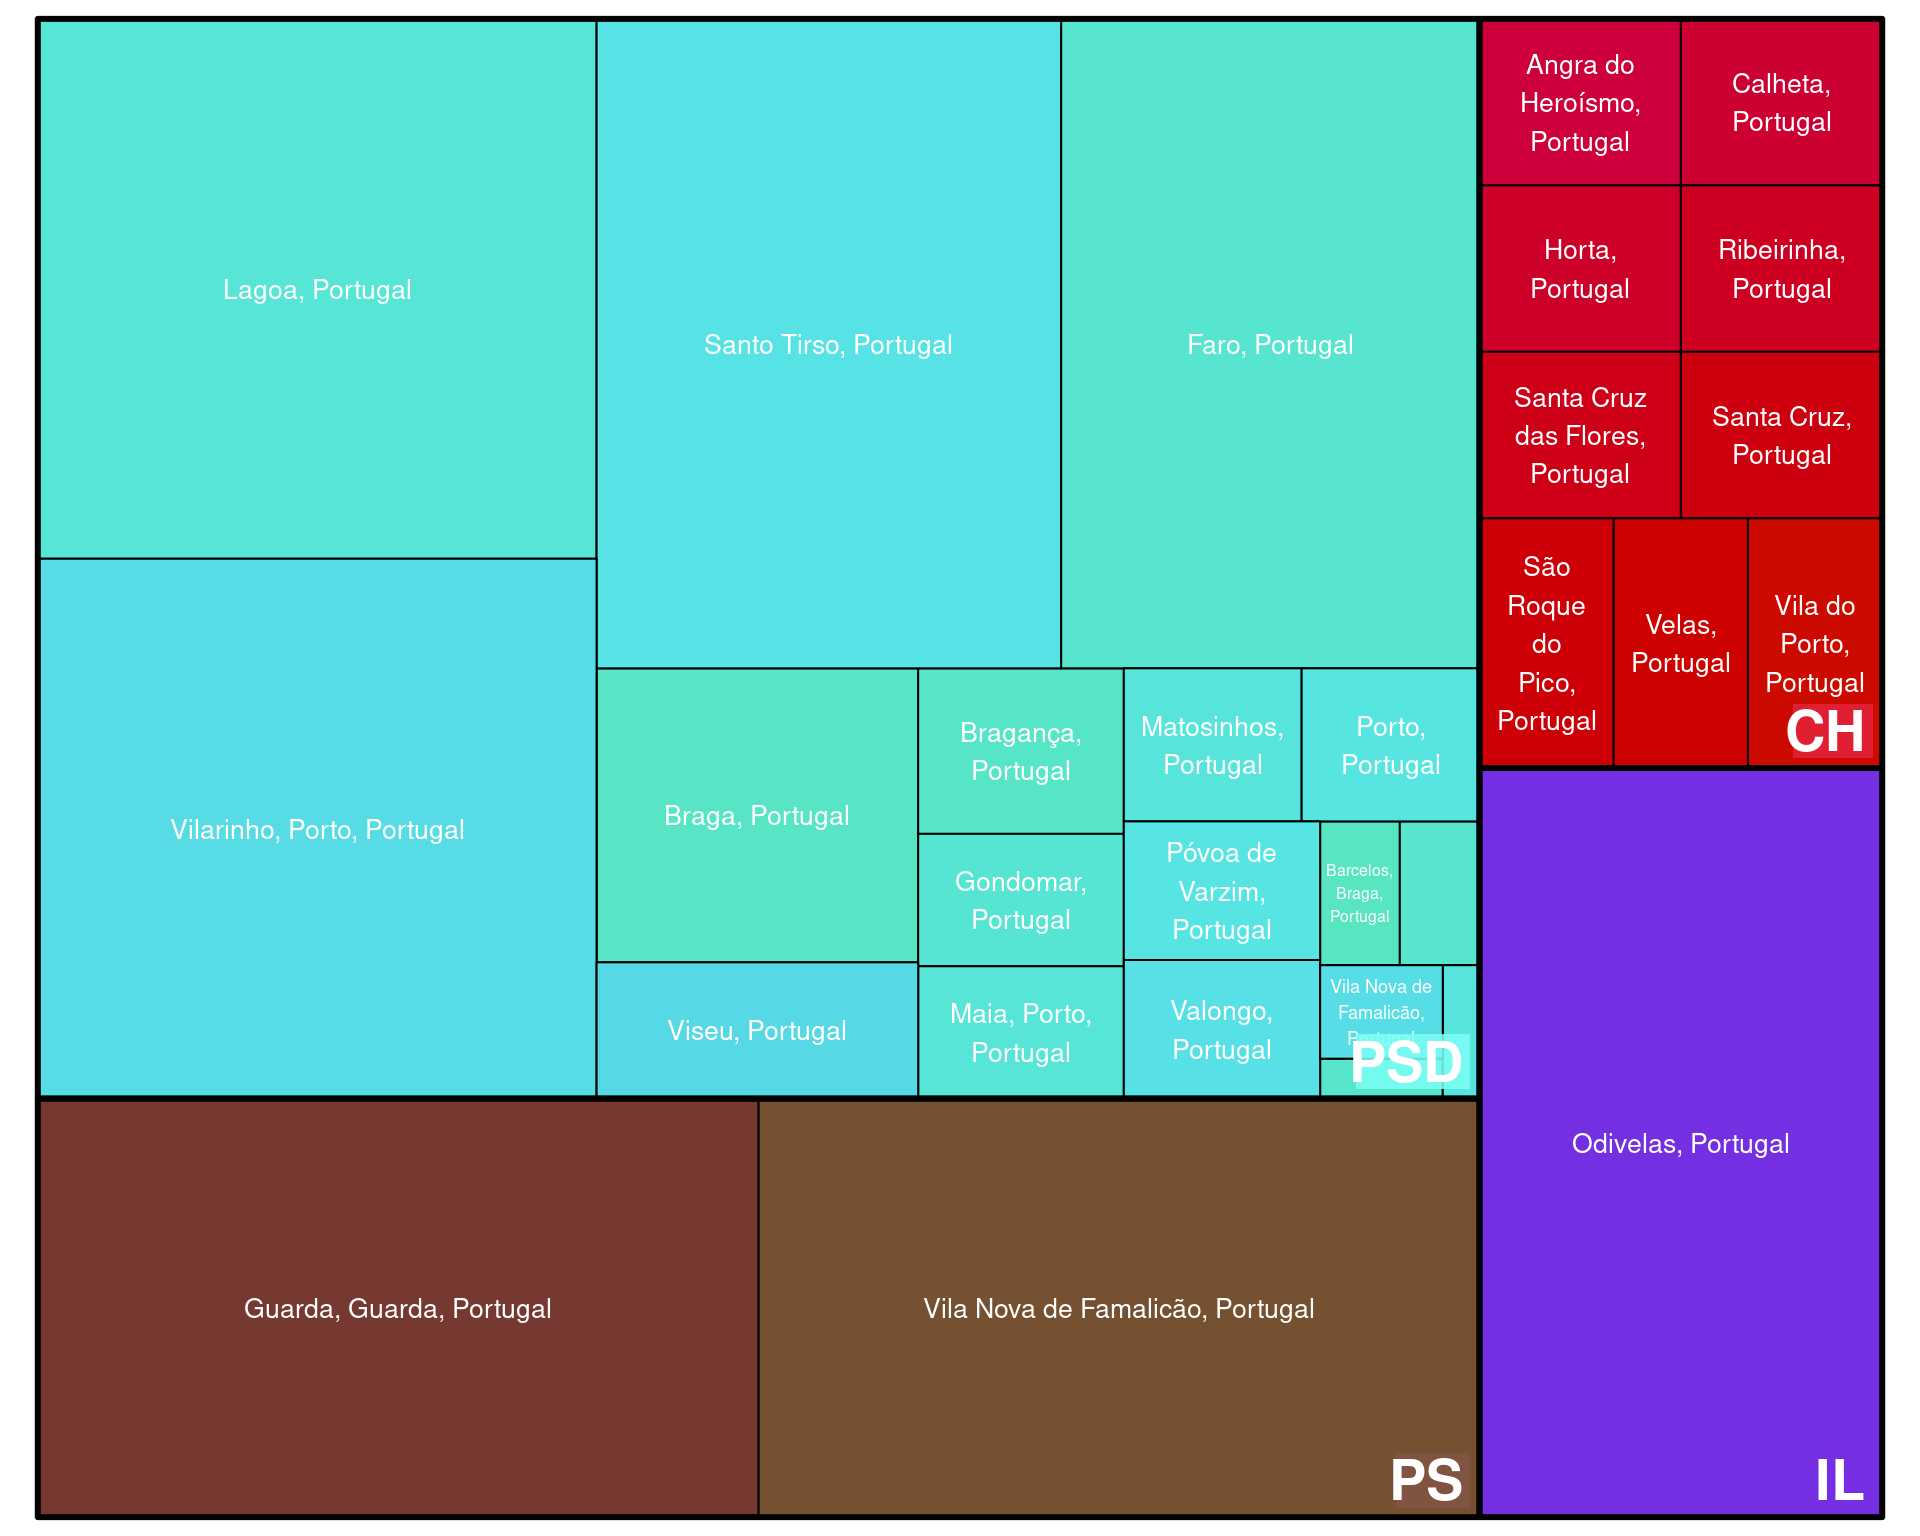 Lagoa, Portugal
Santo Tirso, Portugal
Faro, Portugal
Angra do
Heroísmo,
Portugal
Calheta,
Portugal
Horta,
Portugal
Ribeirinha,
Portugal
Santa Cruz
das Flores,
Portugal
Santa Cruz,
Portugal
São
Roque
do
Pico,
Portugal
Velas,
Portugal
Vila do
Porto,
Portugal
CH
Vilarinho, Porto, Portugal
Braga, Portugal
Bragança,
Portugal
Matosinhos,
Portugal
Porto,
Portugal
Gondomar,
Portugal
Póvoa de
Varzim,
Portugal
Barcelos,
Braga,
Portugal
Viseu, Portugal
Maia, Porto,
Portugal
Valongo,
Portugal
Vila Nova de
Famalicão,
Portugal
PSD
Guarda, Guarda, Portugal
Vila Nova de Famalicão, Portugal
PS
Odivelas, Portugal
IL